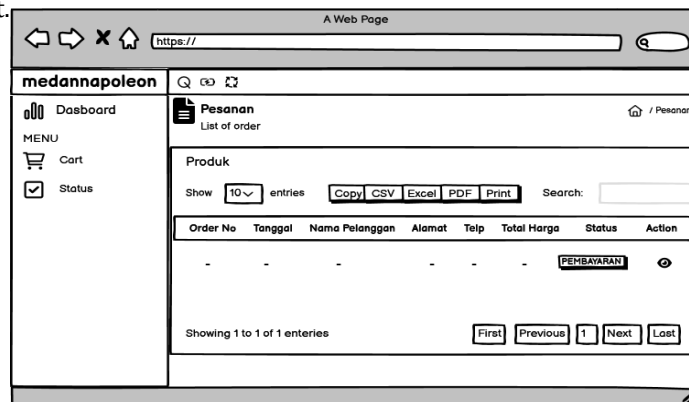 t.
A Web Page
https://
medannapoleon
Dasboard
MENU
Cart
Status
Pesanan
List of order
/ Pesanan
Produk
Show 10 entries Copy CSV Excel PDF Print Search:
Order No Tanggal Nama Pelanggan Alamat Telp Total Harga Status Action
- - - - - - PEMBAYARAN
Showing 1 to 1 of 1 enteries First Previous 1 Next Last